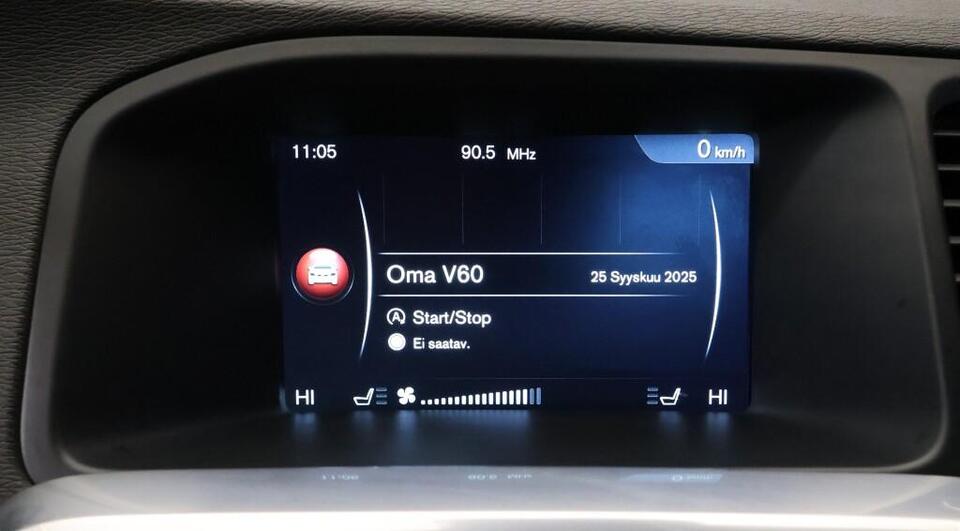 11:05 90.5 MHz 0 km/h
Oma V60 25 Syyskuu 2025
A Start/Stop
Ei saatav.
HI HI